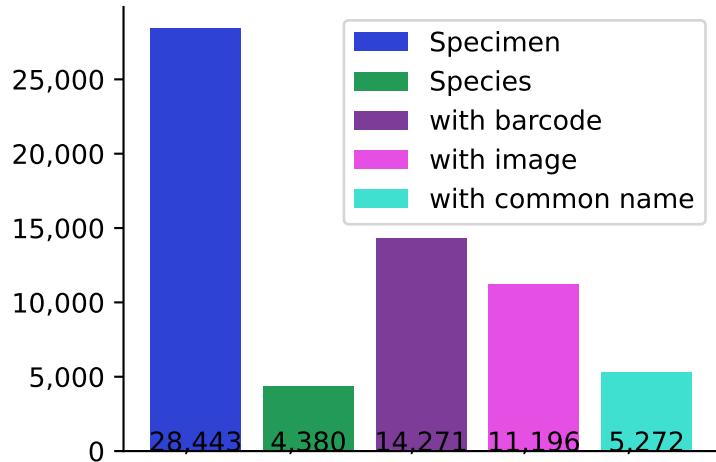 25,000
20,000
15,000
10,000
5,000
0
Specimen
Species
with barcode
with image
with common name
28,443 4,380 14,271 11,196 5,272